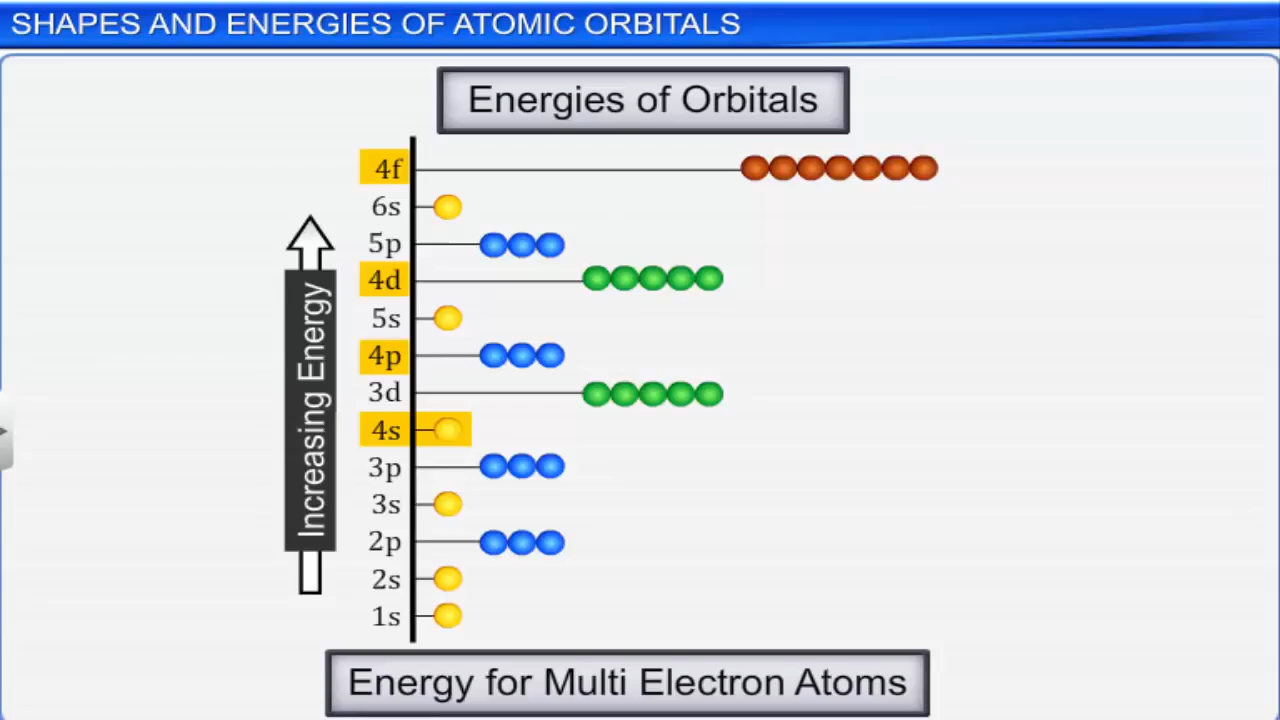 SHAPES AND ENERGIES OF ATOMIC ORBITALS
Energies of Orbitals
4f
6s
5p
4d
5s
4p
3d
4s
3p
3s
2p
2s
1s
Increasing Energy
Energy for Multi Electron Atoms